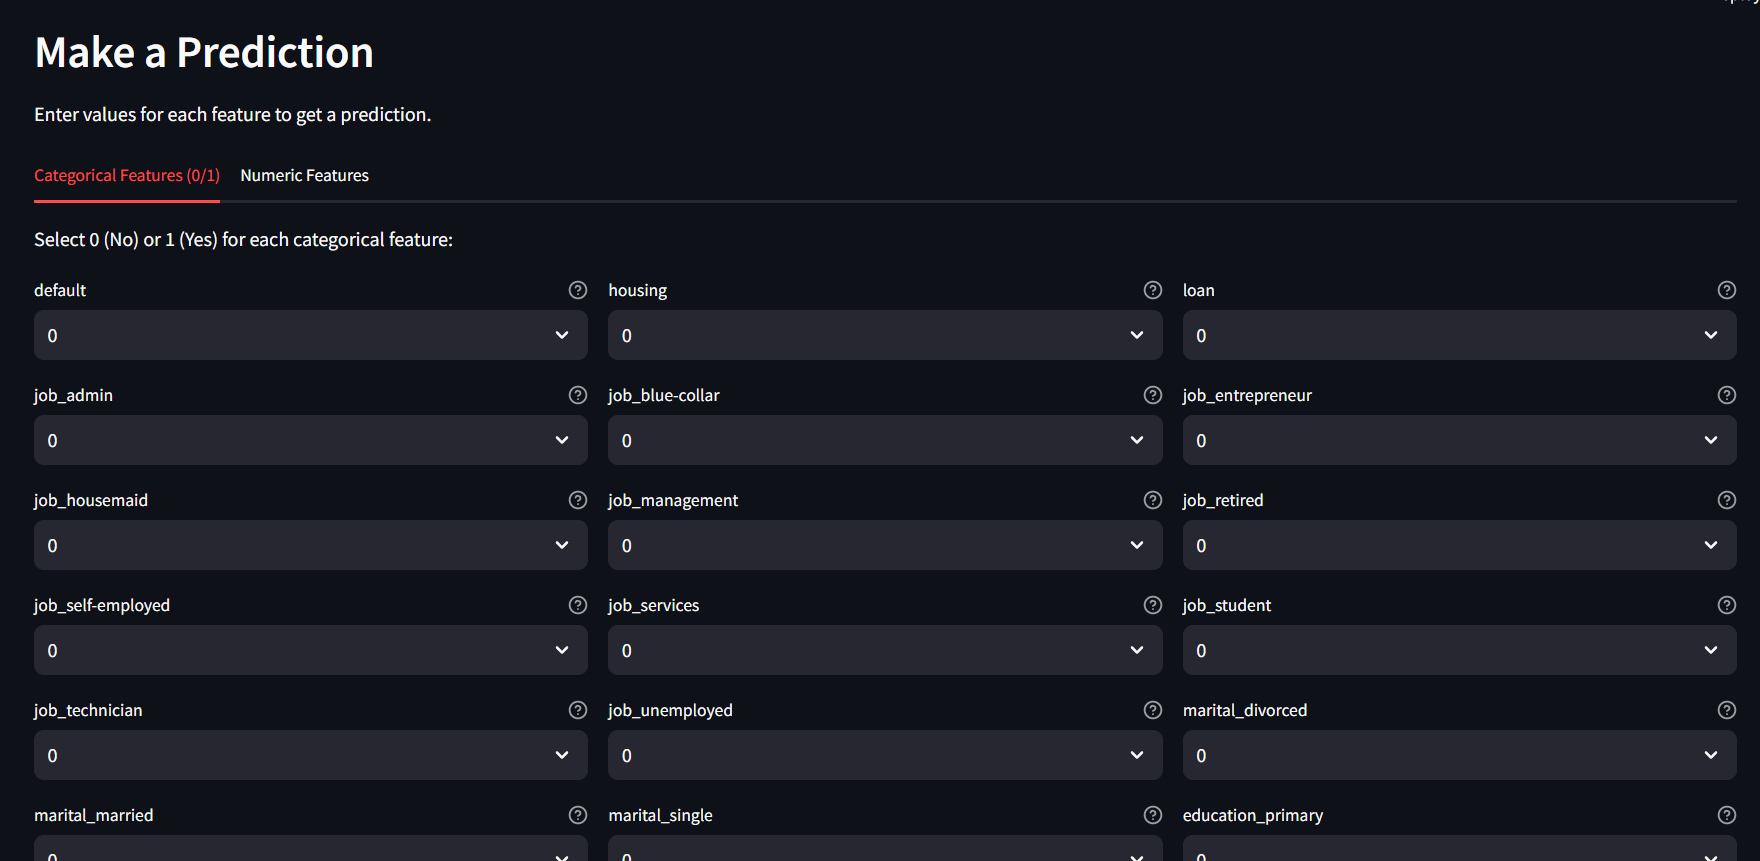 Make a Prediction
Enter values for each feature to get a prediction.
Categorical Features (0/1) Numeric Features
Select 0 (No) or 1 (Yes) for each categorical feature:
default housing loan
0 0 0
job_admin job_blue-collar job_entrepreneur
0 0 0
job_housemaid job_management job_retired
0 0 0
job_self-employed job_services job_student
0 0 0
job_technician job_unemployed marital_divorced
0 0 0
marital_married marital_single education_primary
0 0 0